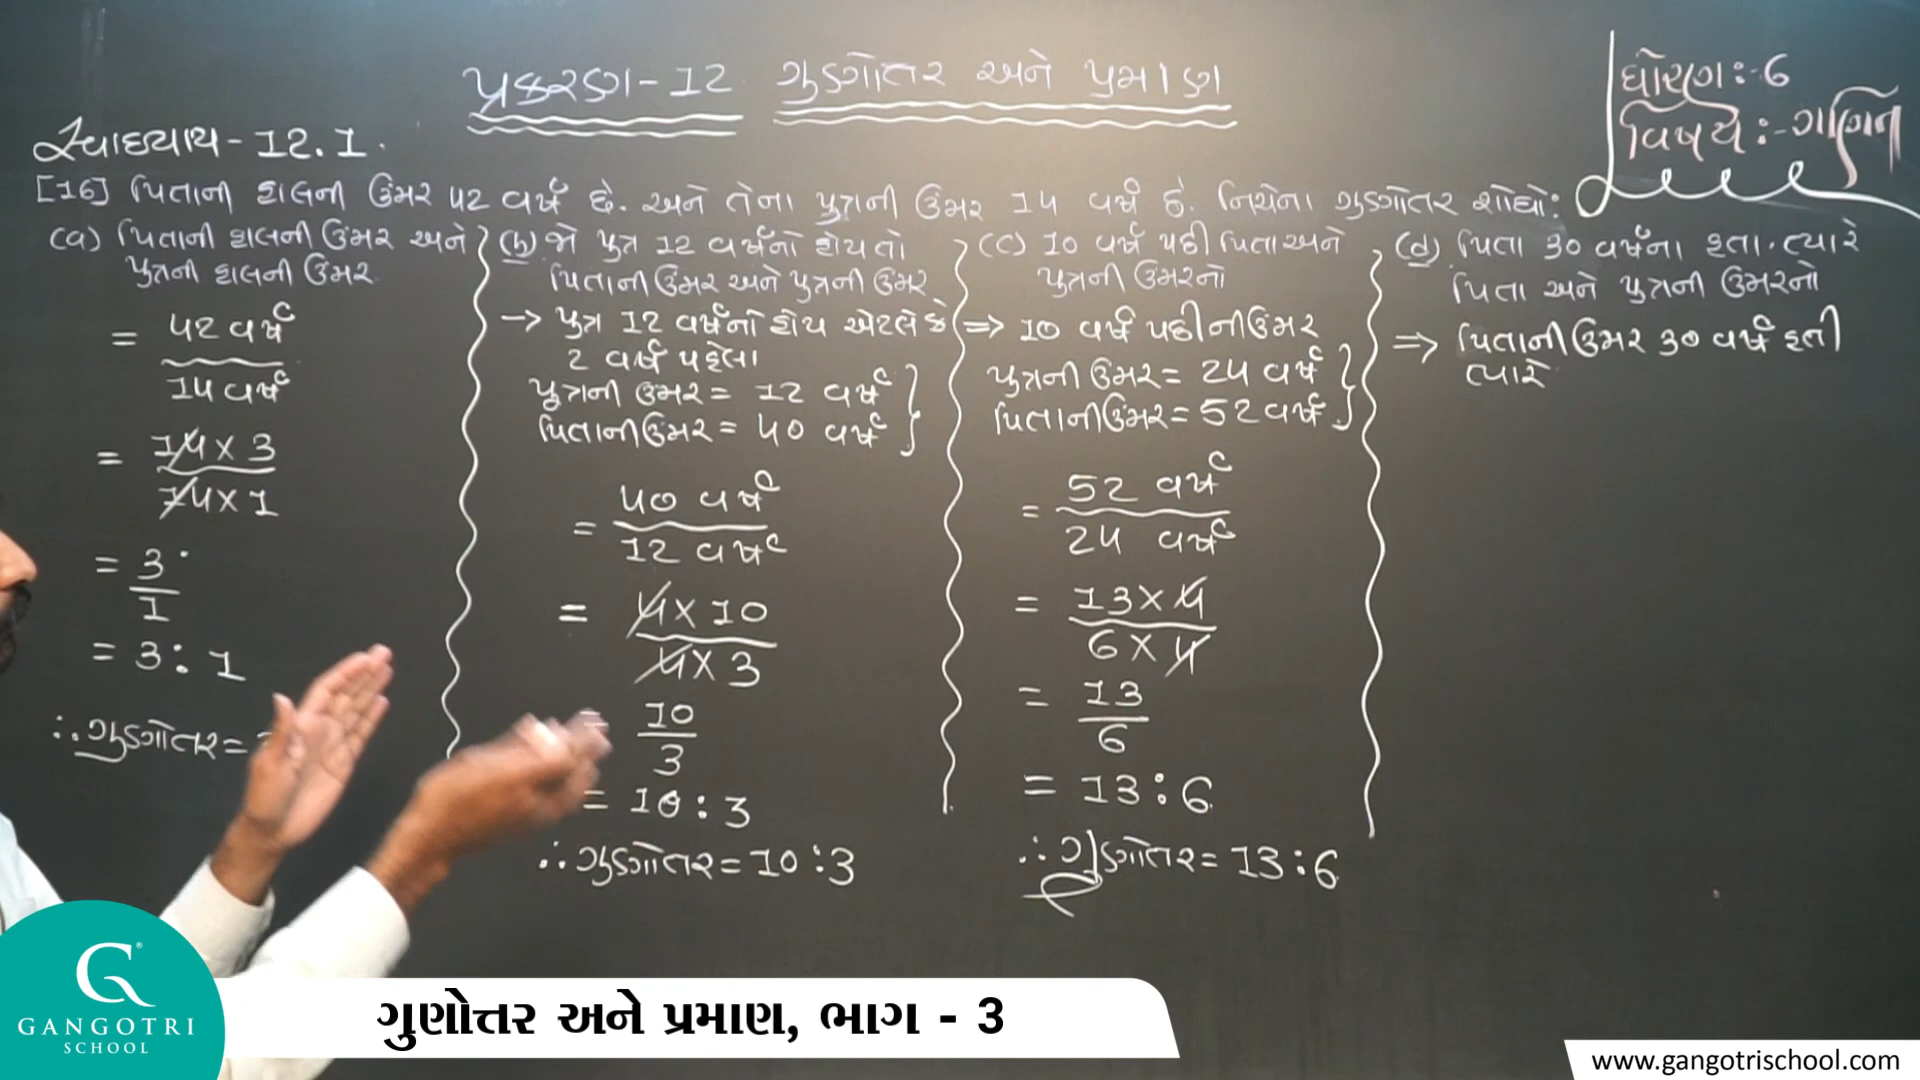 પ્રકરણ-12 ગુણોત્તર અને પ્રમાણ
ધોરણ:-6
વિષય:-ગણિત
સ્વાધ્યાય-12.1.
[16] પિતાની હાલની ઉંમર 42 વર્ષ છે. અને તેના પુત્રની ઉંમર 14 વર્ષ છે. નિચેના ગુણોત્તર શોધો:
(a) પિતાની હાલની ઉંમર અને
પુત્રની હાલની ઉંમર
= 42 વર્ષ
14 વર્ષ
= 14 x 3
14 x 1
= 3
1
= 3 : 1
∴ ગુણોત્તર =
(b) જો પુત્ર 12 વર્ષનો હોય તો
પિતાની ઉંમર અને પુત્રની ઉંમર
→ પુત્ર 12 વર્ષનો હોય એટલે કે
2 વર્ષ પહેલા
પુત્રની ઉંમર = 12 વર્ષ
પિતાની ઉંમર = 40 વર્ષ
= 40 વર્ષ
12 વર્ષ
= 4 x 10
4 x 3
= 10
3
= 10 : 3
∴ ગુણોત્તર = 10 : 3
(c) 10 વર્ષ પછી પિતા અને
પુત્રની ઉંમરનો
⇒ 10 વર્ષ પછીની ઉંમર
પુત્રની ઉંમર = 24 વર્ષ
પિતાની ઉંમર = 52 વર્ષ
= 52 વર્ષ
24 વર્ષ
= 13 x 4
6 x 4
= 13
6
= 13 : 6
∴ ગુણોત્તર = 13 : 6
(d) પિતા 30 વર્ષના હતા. ત્યારે
પિતા અને પુત્રની ઉંમરનો
⇒ પિતાની ઉંમર 30 વર્ષ હતી
ત્યારે
G®
GANGOTRI
SCHOOL
ગુણોત્તર અને પ્રમાણ, ભાગ - 3
www.gangotrischool.com